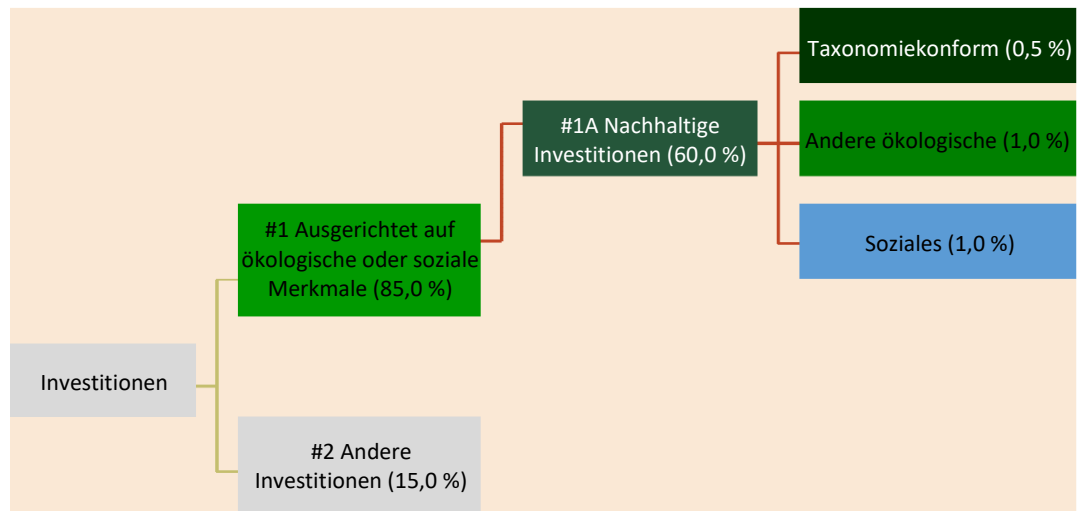 Taxonomiekonform (0,5 %)
#1A Nachhaltige
Investitionen (60,0 %)
Andere ökologische (1,0 %)
#1 Ausgerichtet auf
ökologische oder soziale
Merkmale (85,0 %)
Soziales (1,0 %)
Investitionen
#2 Andere
Investitionen (15,0 %)